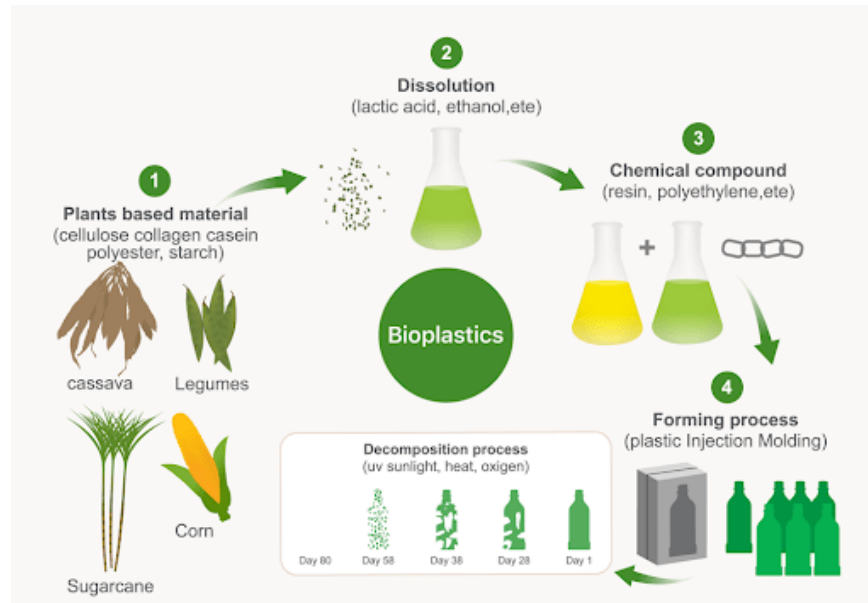 1
Plants based material
(cellulose collagen casein
polyester, starch)
cassava
Legumes
Sugarcane
Corn
2
Dissolution
(lactic acid, ethanol,ete)
3
Chemical compound
(resin, polyethylene,ete)
+
Bioplastics
4
Forming process
(plastic Injection Molding)
Decomposition process
(uv sunlight, heat, oxigen)
Day 80
Day 58
Day 38
Day 28
Day 1